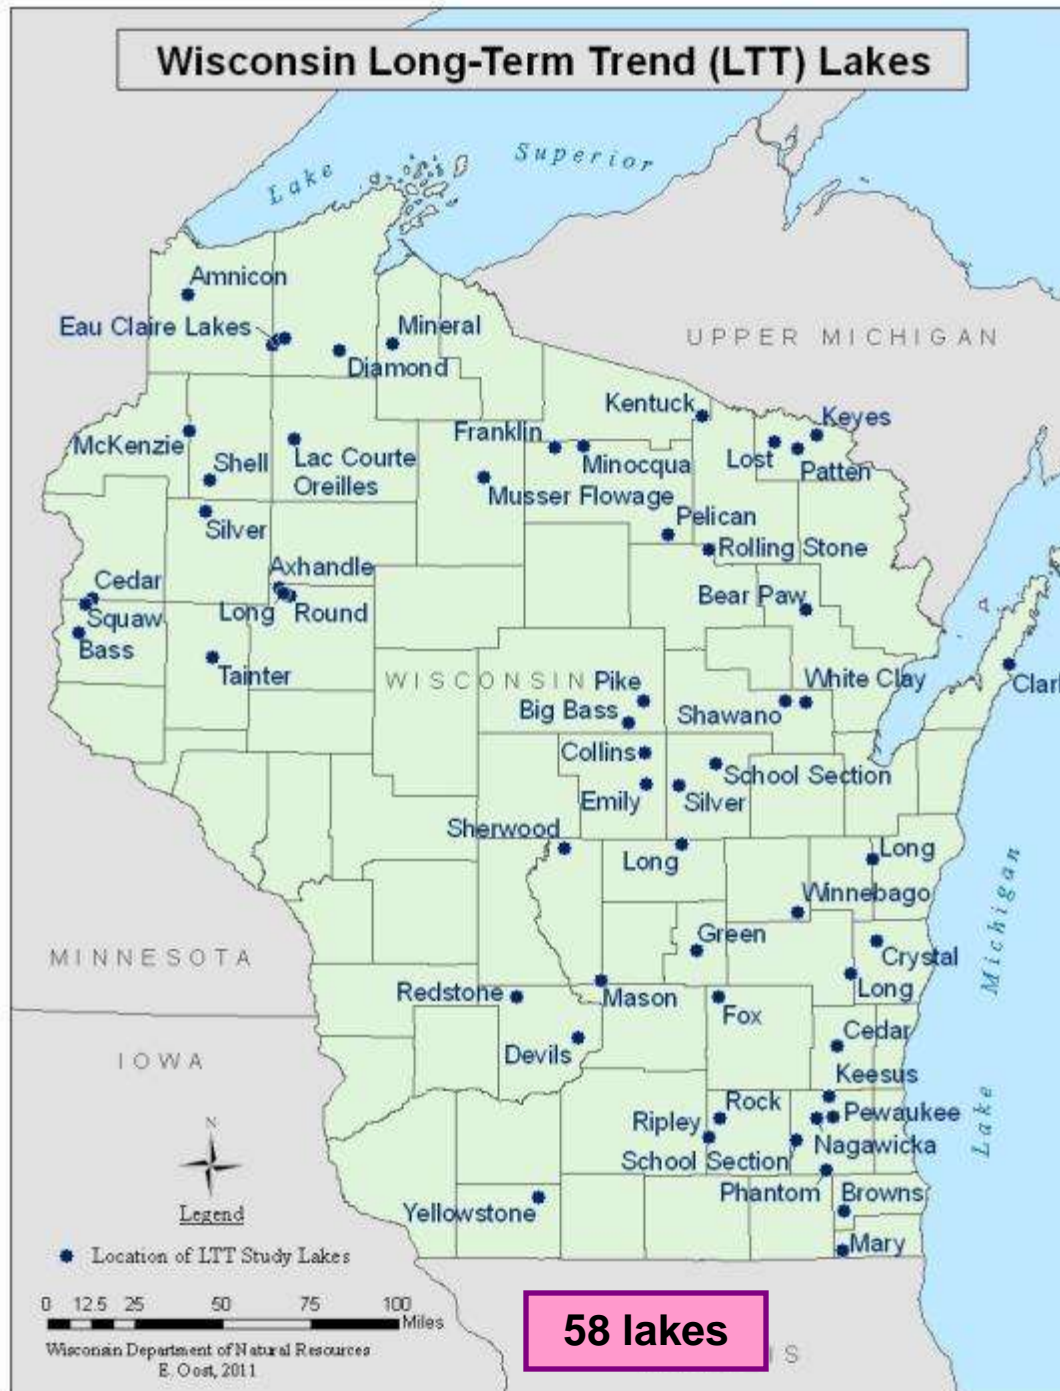 Wisconsin Long-Term Trend (LTT) Lakes
Lake Superior
Amnicon
Eau Claire Lakes
Mineral
Diamond
UPPER MICHIGAN
Kentuck
Keyes
Franklin
McKenzie
Shell
Lac Courte
Oreilles
Minocqua
Lost
Patten
Musser Flowage
Silver
Pelican
Rolling Stone
Cedar
Axhandle
Bear Paw
Squaw
Long
Round
Bass
Tainter
WISCONSIN
Pike
White Clay
Clark
Big Bass
Shawano
Collins
School Section
Emily
Silver
Sherwood
Long
Long
Winnebago
Green
MINNESOTA
Crystal
Lake Michigan
Redstone
Mason
Long
Fox
Devils
Cedar
IOWA
Keesus
Rock
Pewaukee
Ripley
Nagawicka
School Section
Phantom
Browns
Yellowstone
Mary
N
Legend
Location of LTT Study Lakes
0 12.5 25 50 75 100
Miles
Wisconsin Department of Natural Resources
E. Oost, 2011
58 lakes
S